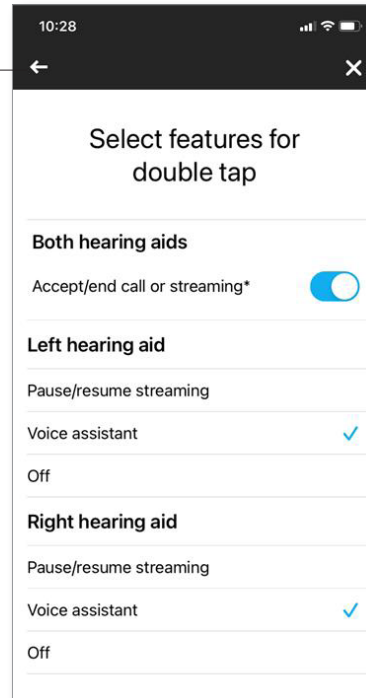 10:28
Select features for
double tap
Both hearing aids
Accept/end call or streaming*
Left hearing aid
Pause/resume streaming
Voice assistant
Off
Right hearing aid
Pause/resume streaming
Voice assistant
Off